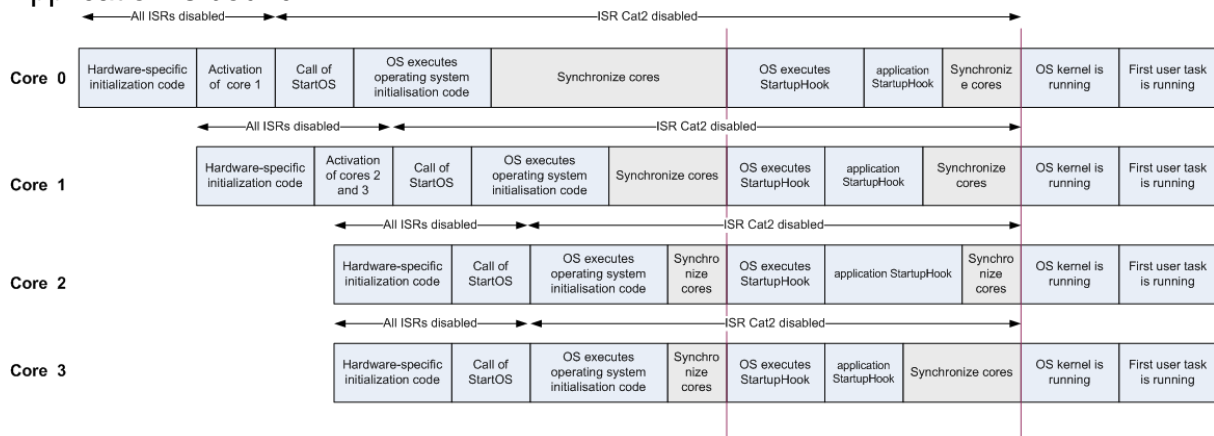 All ISRs disabled
ISR Cat2 disabled
Core 0
Hardware-specific
initialization code
Activation
of core 1
Call of
StartOS
OS executes
operating system
initialisation code
Synchronize cores
OS executes
StartupHook
application
StartupHook
Synchroniz
e cores
OS kernel is
running
First user task
is running
All ISRs disabled
ISR Cat2 disabled
Core 1
Hardware-specific
initialization code
Activation
of cores 2
and 3
Call of
StartOS
OS executes
operating system
initialisation code
Synchronize cores
OS executes
StartupHook
application
StartupHook
Synchronize
cores
OS kernel is
running
First user task
is running
All ISRs disabled
ISR Cat2 disabled
Core 2
Hardware-specific
initialization code
Call of
StartOS
OS executes
operating system
initialisation code
Synchro
nize
cores
OS executes
StartupHook
application StartupHook
Synchro
nize
cores
OS kernel is
running
First user task
is running
All ISRs disabled
ISR Cat2 disabled
Core 3
Hardware-specific
initialization code
Call of
StartOS
OS executes
operating system
initialisation code
Synchro
nize
cores
OS executes
StartupHook
application
StartupHook
Synchronize cores
OS kernel is
running
First user task
is running